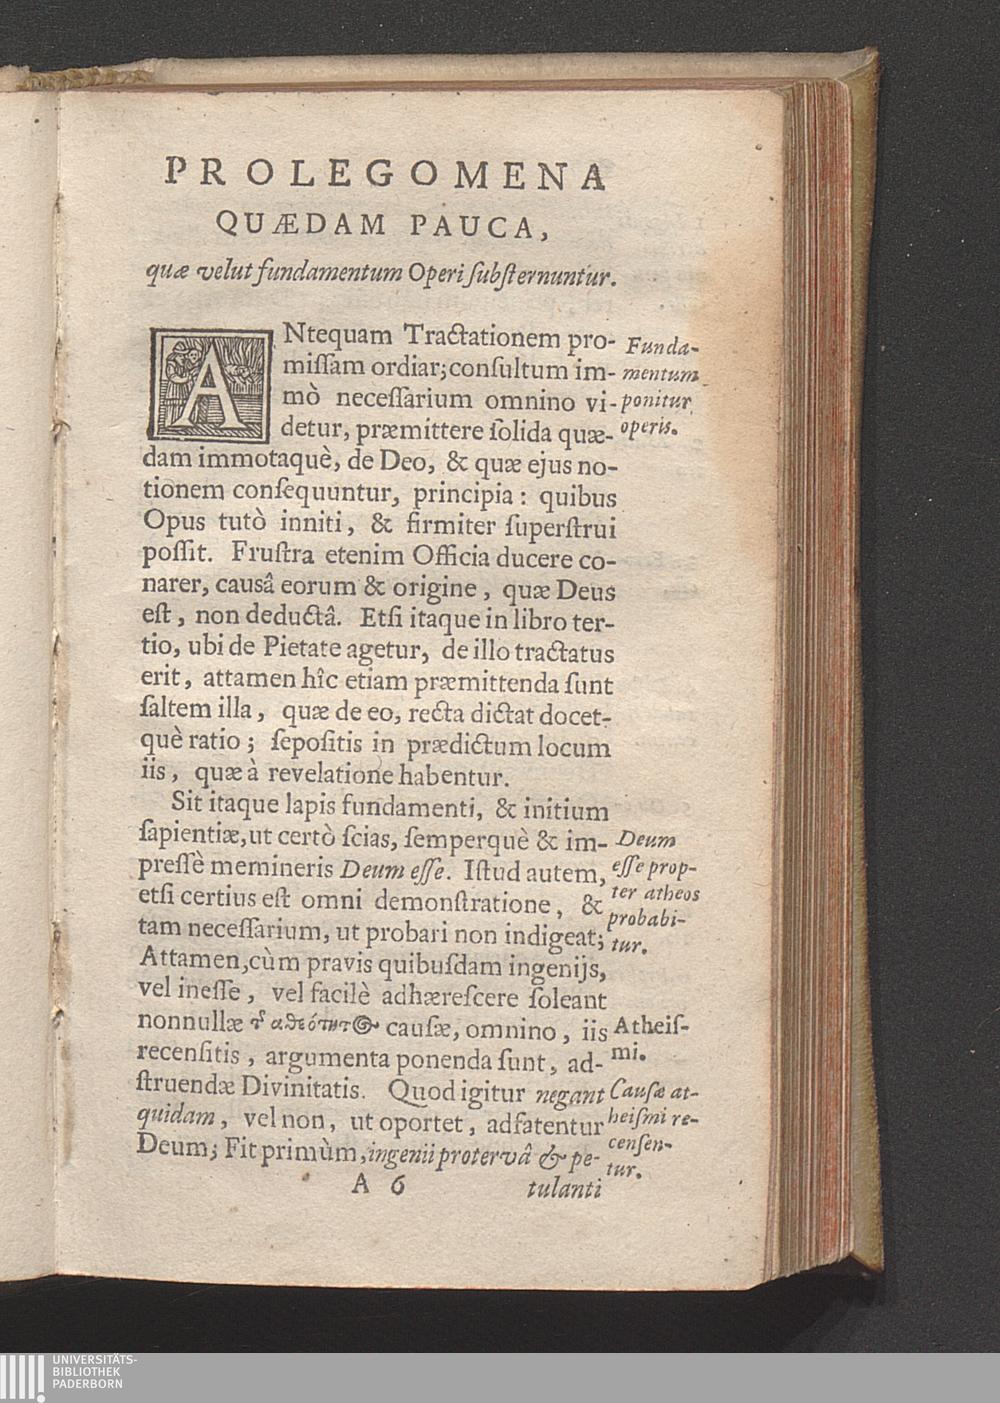 PROLEGOMENA
QUÆDAM PAUCA,
quæ velut fundamentum Operi ſubſternuntur.
ANtequam Tractationem pro-
miſſam ordiar; conſultum im-
mò neceſſarium omnino vi-
detur, præmittere ſolida quæ-
dam immotaquè, de Deo, & quæ ejus no-
tionem conſequuntur, principia: quibus
Opus tutò inniti, & firmiter ſuperſtrui
poſſit. Fruſtra etenim Officia ducere co-
narer, causâ eorum & origine, quæ Deus
eſt, non deductâ. Etſi itaque in libro ter-
tio, ubi de Pietate agetur, de illo tractatus
erit, attamen hîc etiam præmittenda ſunt
ſaltem illa, quæ de eo, recta dictat docet-
què ratio; ſepoſitis in prædictum locum
iis, quæ à revelatione habentur.
Sit itaque lapis fundamenti, & initium
ſapientiæ, ut certò ſcias, ſemperquè & im-
preſſè memineris Deum eſſe. Iſtud autem,
etſi certius eſt omni demonſtratione, &
tam neceſſarium, ut probari non indigeat;
Attamen, cùm pravis quibuſdam ingenijs,
vel ineſſe, vel facilè adhæreſcere ſoleant
nonnullæ τ̃ ἀθεότητ@ cauſæ, omnino, iis
recenſitis, argumenta ponenda ſunt, ad-
ſtruendæ Divinitatis. Quod igitur negant
quidam, vel non, ut oportet, adfatentur
Deum; Fit primùm, ingenii protervâ & pe-
A 6 tulanti
Funda-
mentum
ponitur
operis.
Deum
eſſe prop-
ter atheos
probabi-
tur.
Atheiſ-
mi.
Cauſæ at-
heiſmi re-
cenſen-
tur.
UNIVERSITÄTS-
BIBLIOTHEK
PADERBORN